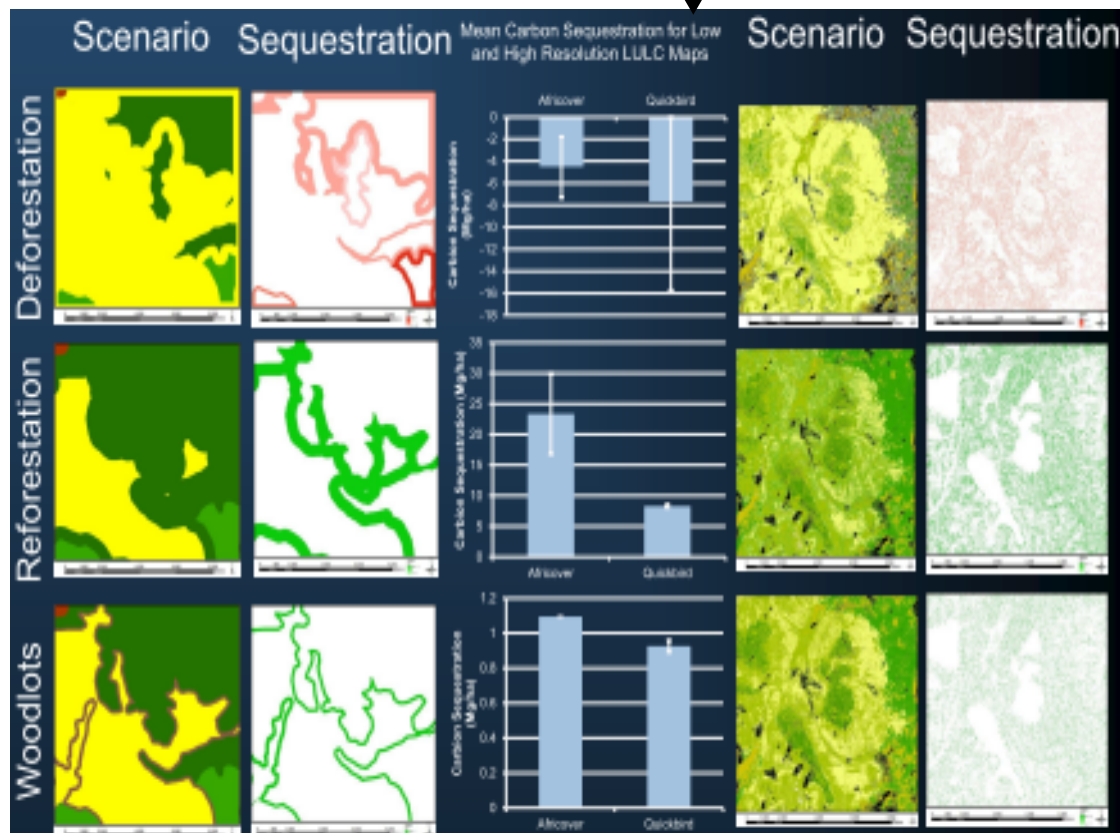 Scenario
Sequestration
Mean Carbon Sequestration for Low
and High Resolution LULC Maps
Scenario
Sequestration
Deforestation
Africover
Quickbird
0
-2
-4
-6
-8
-10
-12
-14
-16
-18
Carbon Sequestration
(Mg/ha)
Reforestation
35
30
25
20
15
10
5
0
Carbon Sequestration (Mg/ha)
Africover
Quickbird
Woodlots
1.2
1
0.8
0.6
0.4
0.2
0
Carbon Sequestration
(Mg/ha)
Africover
Quickbird